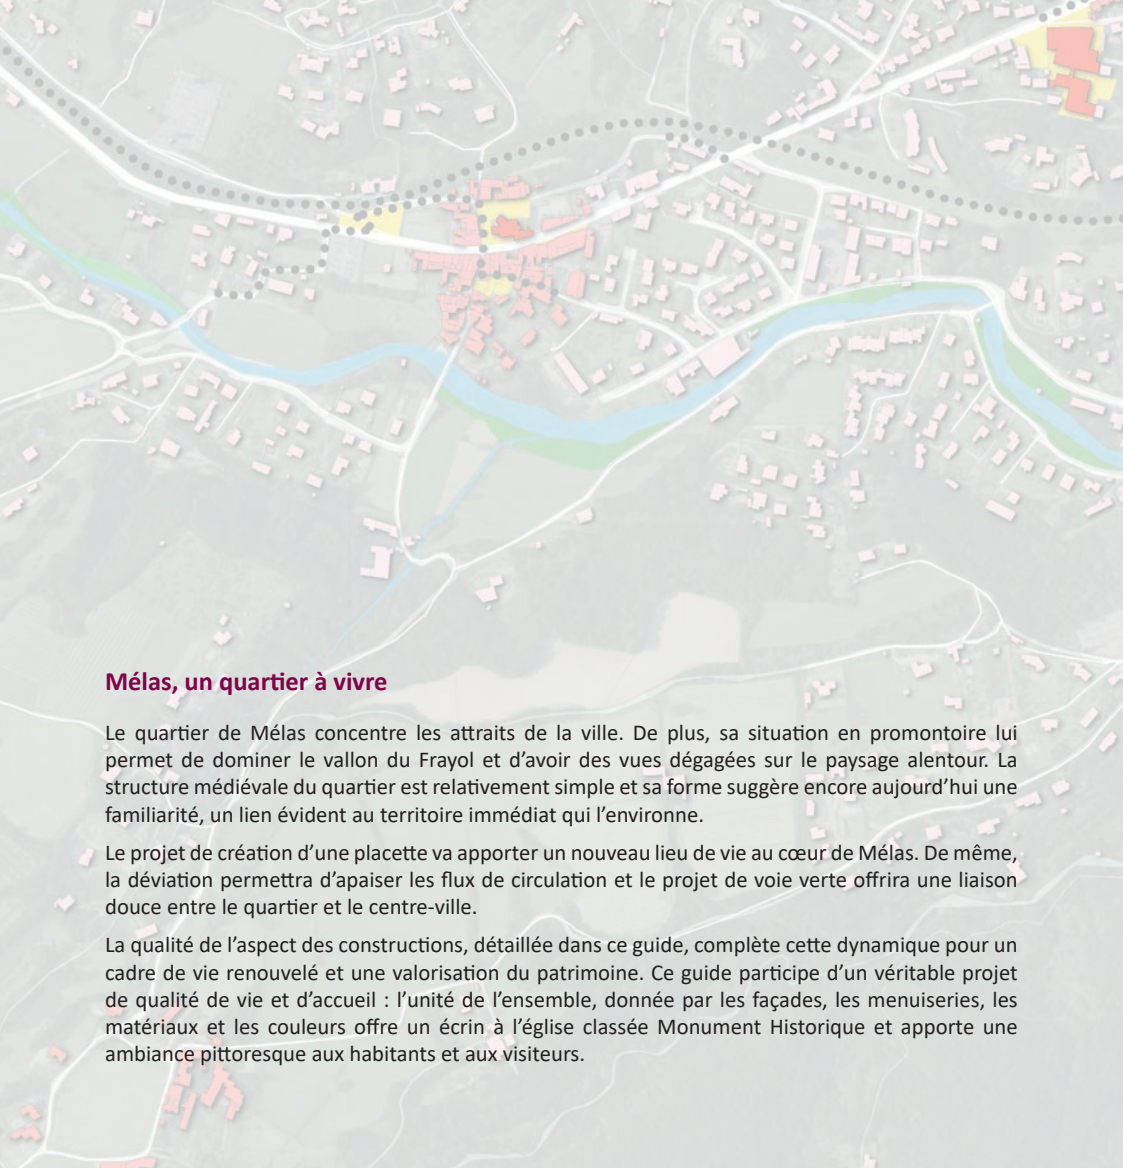 Mélas, un quartier à vivre
Le quartier de Mélas concentre les attraits de la ville. De plus, sa situation en promontoire lui
permet de dominer le vallon du Frayol et d’avoir des vues dégagées sur le paysage alentour. La
structure médiévale du quartier est relativement simple et sa forme suggère encore aujourd’hui une
familiarité, un lien évident au territoire immédiat qui l’environne.
Le projet de création d’une placette va apporter un nouveau lieu de vie au cœur de Mélas. De même,
la déviation permettra d’apaiser les flux de circulation et le projet de voie verte offrira une liaison
douce entre le quartier et le centre-ville.
La qualité de l’aspect des constructions, détaillée dans ce guide, complète cette dynamique pour un
cadre de vie renouvelé et une valorisation du patrimoine. Ce guide participe d’un véritable projet
de qualité de vie et d’accueil : l’unité de l’ensemble, donnée par les façades, les menuiseries, les
matériaux et les couleurs offre un écrin à l’église classée Monument Historique et apporte une
ambiance pittoresque aux habitants et aux visiteurs.